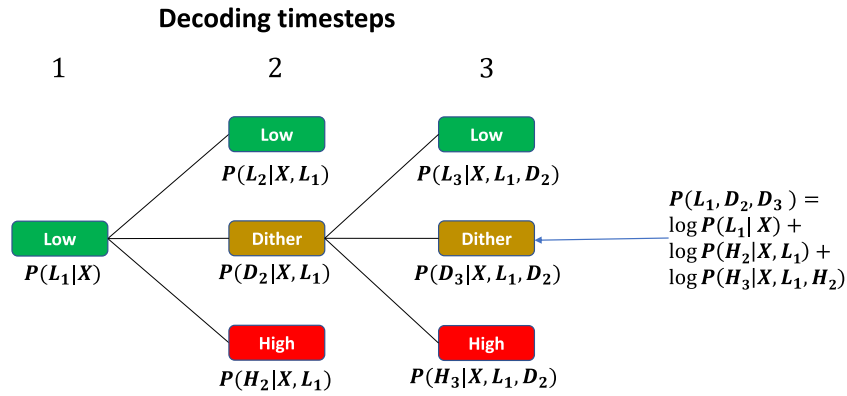 Decoding timesteps
1 2 3
Low Low
P(L₂|X, L₁) P(L₃|X, L₁, D₂)
Low Dither Dither
P(L₁|X) P(D₂|X, L₁) P(D₃|X, L₁, D₂)
High High
P(H₂|X, L₁) P(H₃|X, L₁, D₂)
P(L₁, D₂, D₃ ) =
log P(L₁| X) +
log P(H₂|X, L₁) +
log P(H₃|X, L₁, H₂)